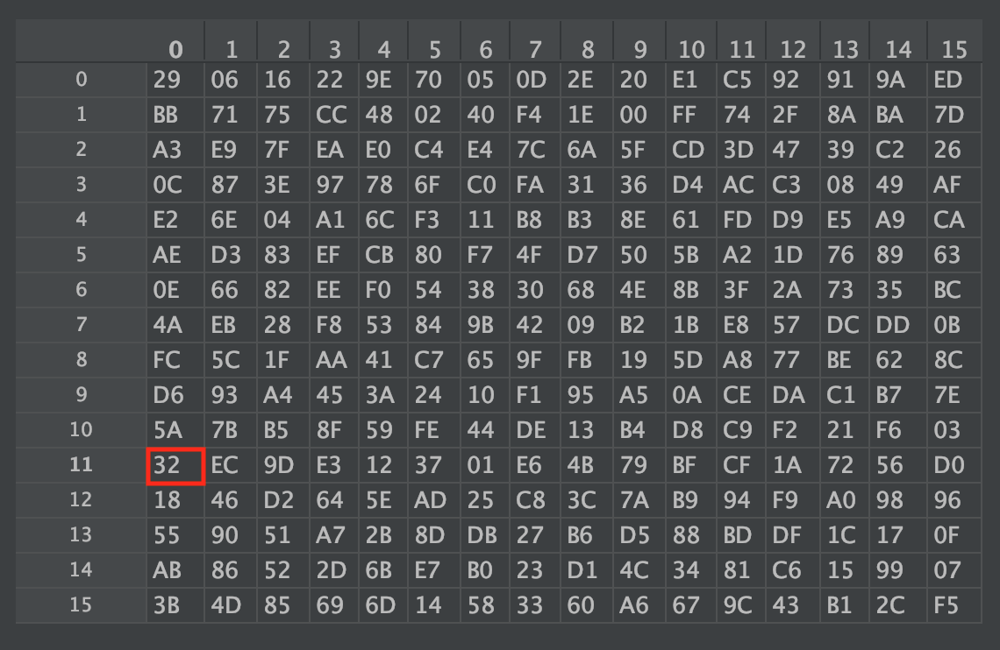 0 1 2 3 4 5 6 7 8 9 10 11 12 13 14 15
0 29 06 16 22 9E 70 05 0D 2E 20 E1 C5 92 91 9A ED
1 BB 71 75 CC 48 02 40 F4 1E 00 FF 74 2F 8A BA 7D
2 A3 E9 7F EA E0 C4 E4 7C 6A 5F CD 3D 47 39 C2 26
3 0C 87 3E 97 78 6F C0 FA 31 36 D4 AC C3 08 49 AF
4 E2 6E 04 A1 6C F3 11 B8 B3 8E 61 FD D9 E5 A9 CA
5 AE D3 83 EF CB 80 F7 4F D7 50 5B A2 1D 76 89 63
6 0E 66 82 EE F0 54 38 30 68 4E 8B 3F 2A 73 35 BC
7 4A EB 28 F8 53 84 9B 42 09 B2 1B E8 57 DC DD 0B
8 FC 5C 1F AA 41 C7 65 9F FB 19 5D A8 77 BE 62 8C
9 D6 93 A4 45 3A 24 10 F1 95 A5 0A CE DA C1 B7 7E
10 5A 7B B5 8F 59 FE 44 DE 13 B4 D8 C9 F2 21 F6 03
11 32 EC 9D E3 12 37 01 E6 4B 79 BF CF 1A 72 56 D0
12 18 46 D2 64 5E AD 25 C8 3C 7A B9 94 F9 A0 98 96
13 55 90 51 A7 2B 8D DB 27 B6 D5 88 BD DF 1C 17 0F
14 AB 86 52 2D 6B E7 B0 23 D1 4C 34 81 C6 15 99 07
15 3B 4D 85 69 6D 14 58 33 60 A6 67 9C 43 B1 2C F5